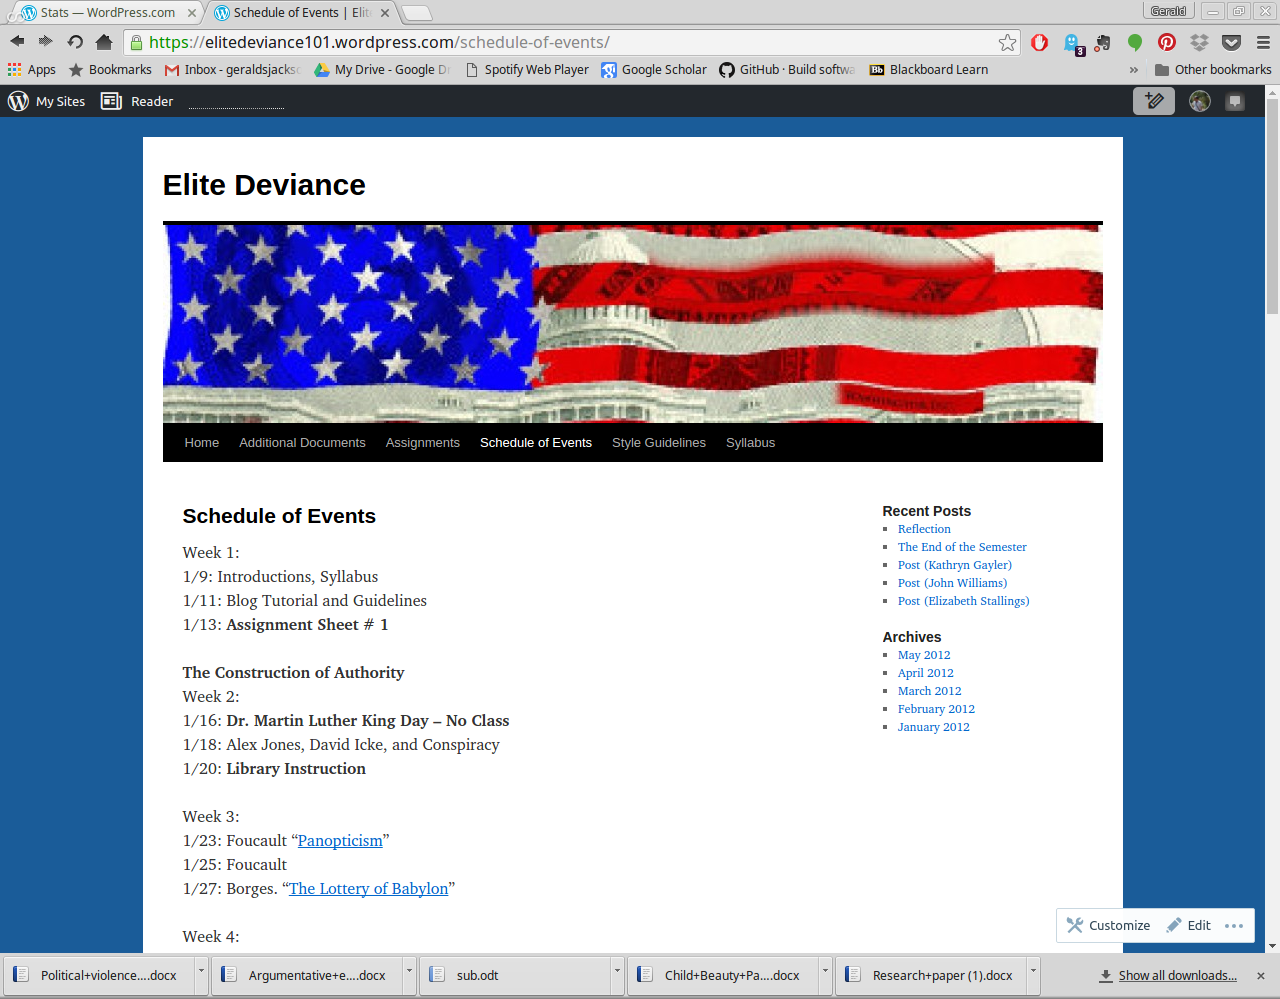 Stats — WordPress.com
Schedule of Events | Elit
Gerald
https://elitedeviance101.wordpress.com/schedule-of-events/
3
Apps
Bookmarks
Inbox - geraldsjackso
My Drive - Google Dr
Spotify Web Player
Google Scholar
GitHub · Build softwa
Bb Blackboard Learn
»
Other bookmarks
My Sites
Reader
Elite Deviance
Home
Additional Documents
Assignments
Schedule of Events
Style Guidelines
Syllabus
Schedule of Events
Week 1:
1/9: Introductions, Syllabus
1/11: Blog Tutorial and Guidelines
1/13: Assignment Sheet # 1
The Construction of Authority
Week 2:
1/16: Dr. Martin Luther King Day – No Class
1/18: Alex Jones, David Icke, and Conspiracy
1/20: Library Instruction
Week 3:
1/23: Foucault “Panopticism”
1/25: Foucault
1/27: Borges. “The Lottery of Babylon”
Week 4:
Recent Posts
Reflection
The End of the Semester
Post (Kathryn Gayler)
Post (John Williams)
Post (Elizabeth Stallings)
Archives
May 2012
April 2012
March 2012
February 2012
January 2012
Customize
Edit
Political+violence....docx
Argumentative+e....docx
sub.odt
Child+Beauty+Pa....docx
Research+paper (1).docx
Show all downloads...